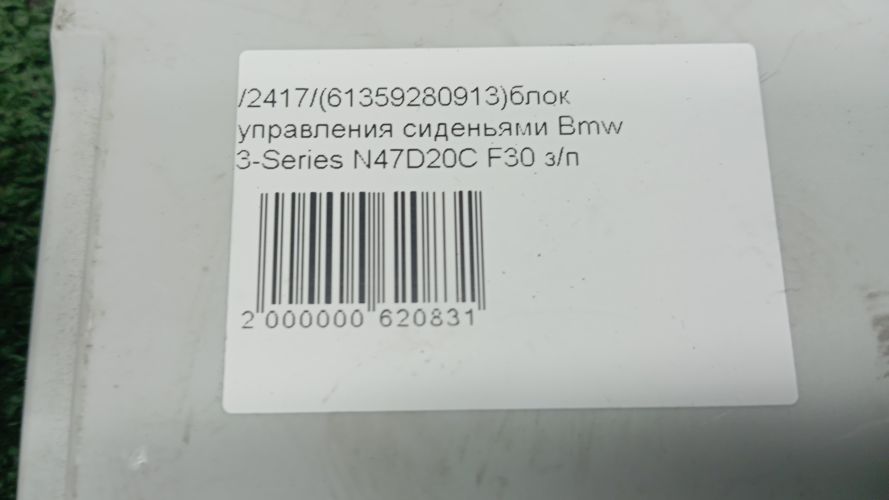 /2417/(61359280913)блок
управления сиденьями Bmw
3-Series N47D20C F30 з/п
2 000000 620831